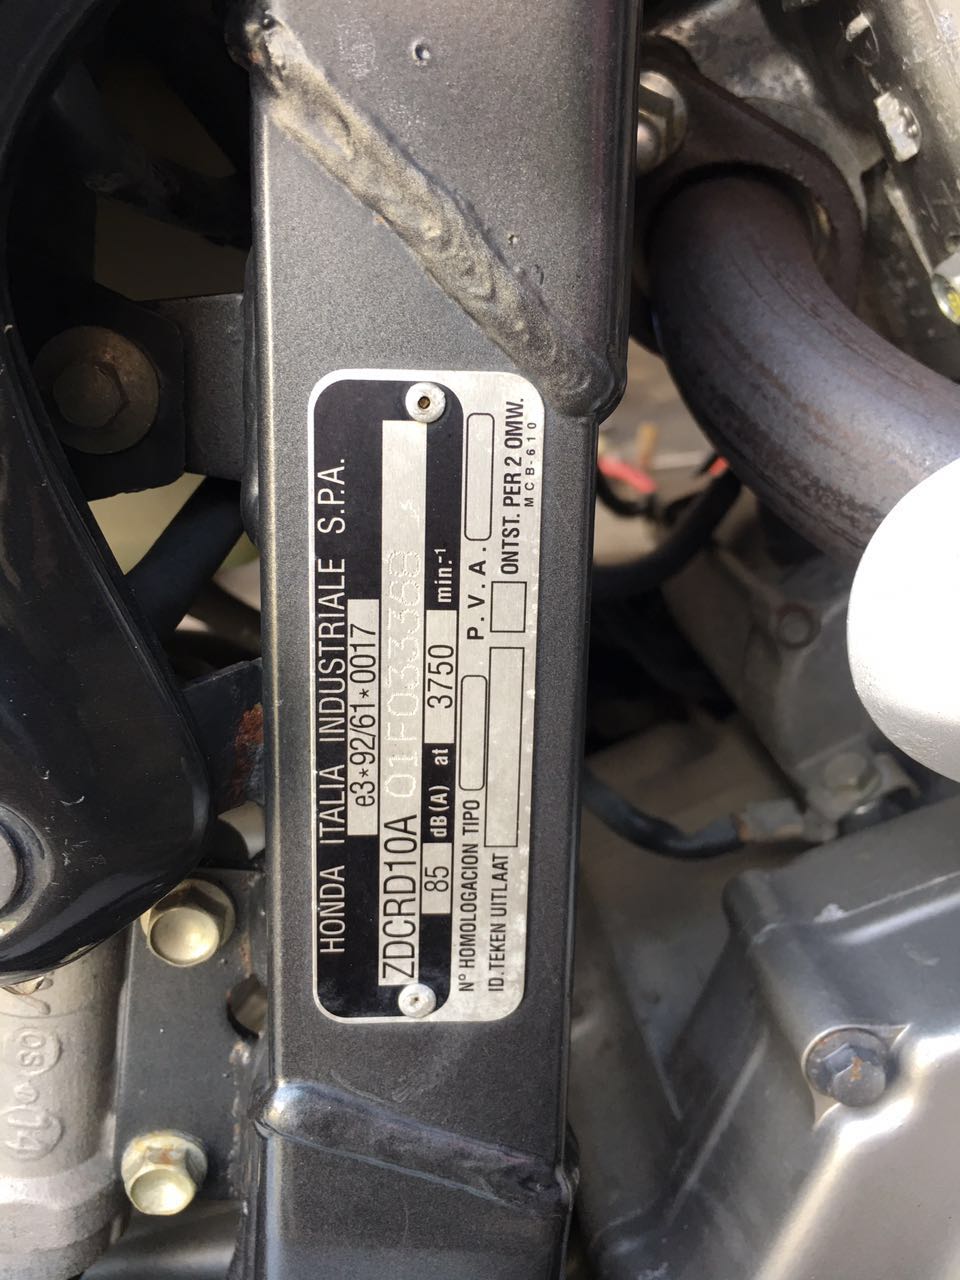 HONDA ITALIA INDUSTRIALE S.P.A.
e3*92/61*0017
ZDCRD10A 01F033368
85 dB(A) at 3750 min.-1
N° HOMOLOGACION TIPO P.V.A.
ID.TEKEN UITLAAT ONTST. PER 2 OMW.
MCB-610